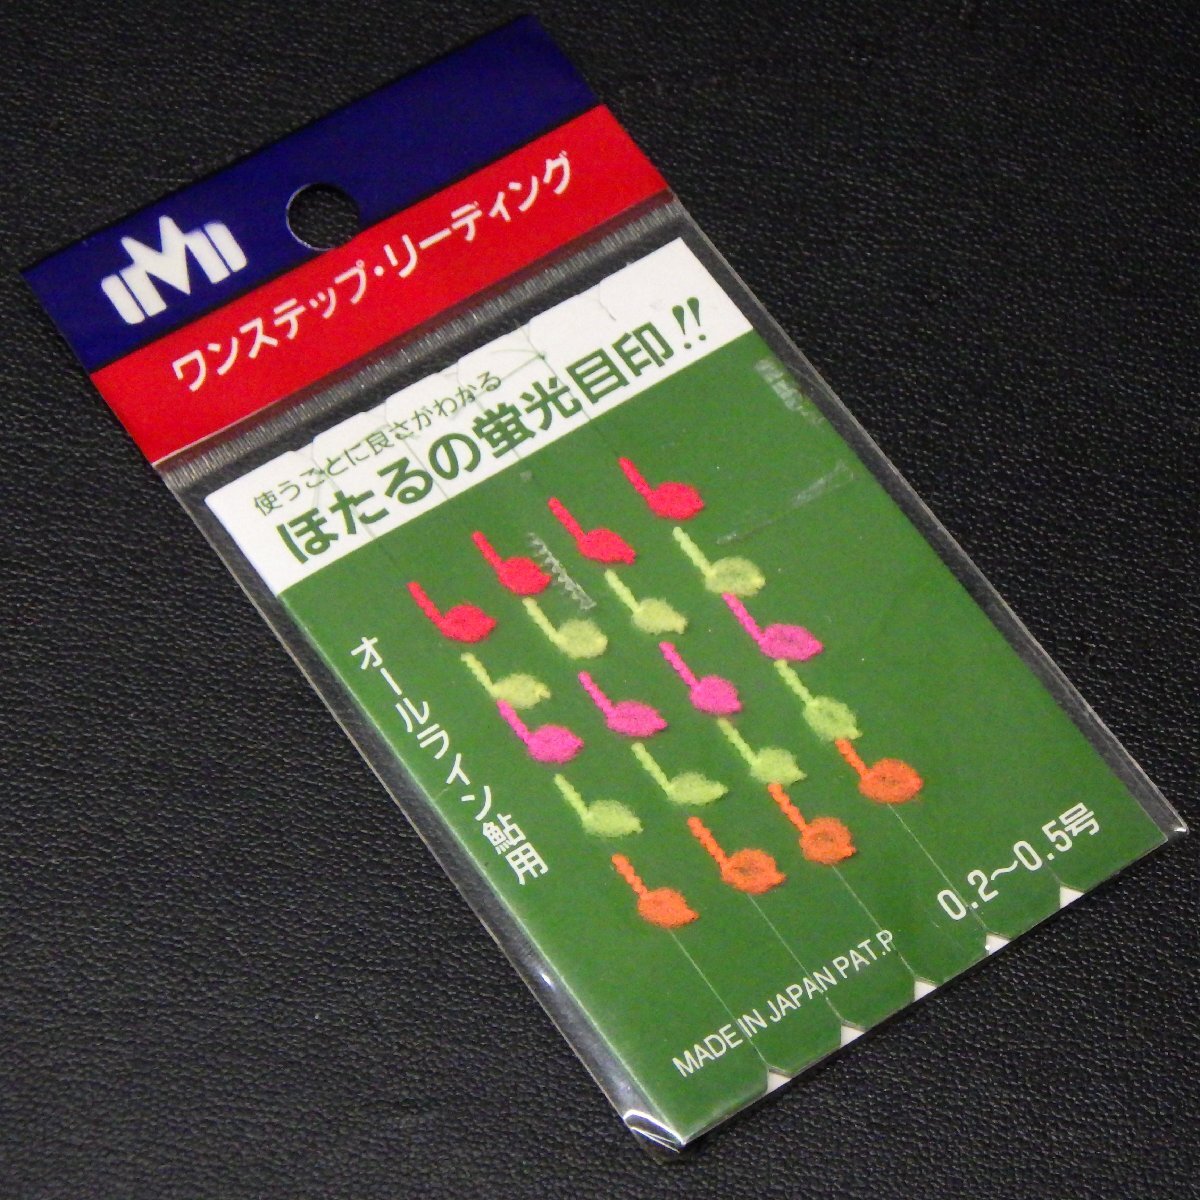 ワンステップ・リーディング
使うごとに良さがわかる
ほたるの蛍光目印!!
オールライン鮎用
0.2〜0.5号
MADE IN JAPAN PAT.P